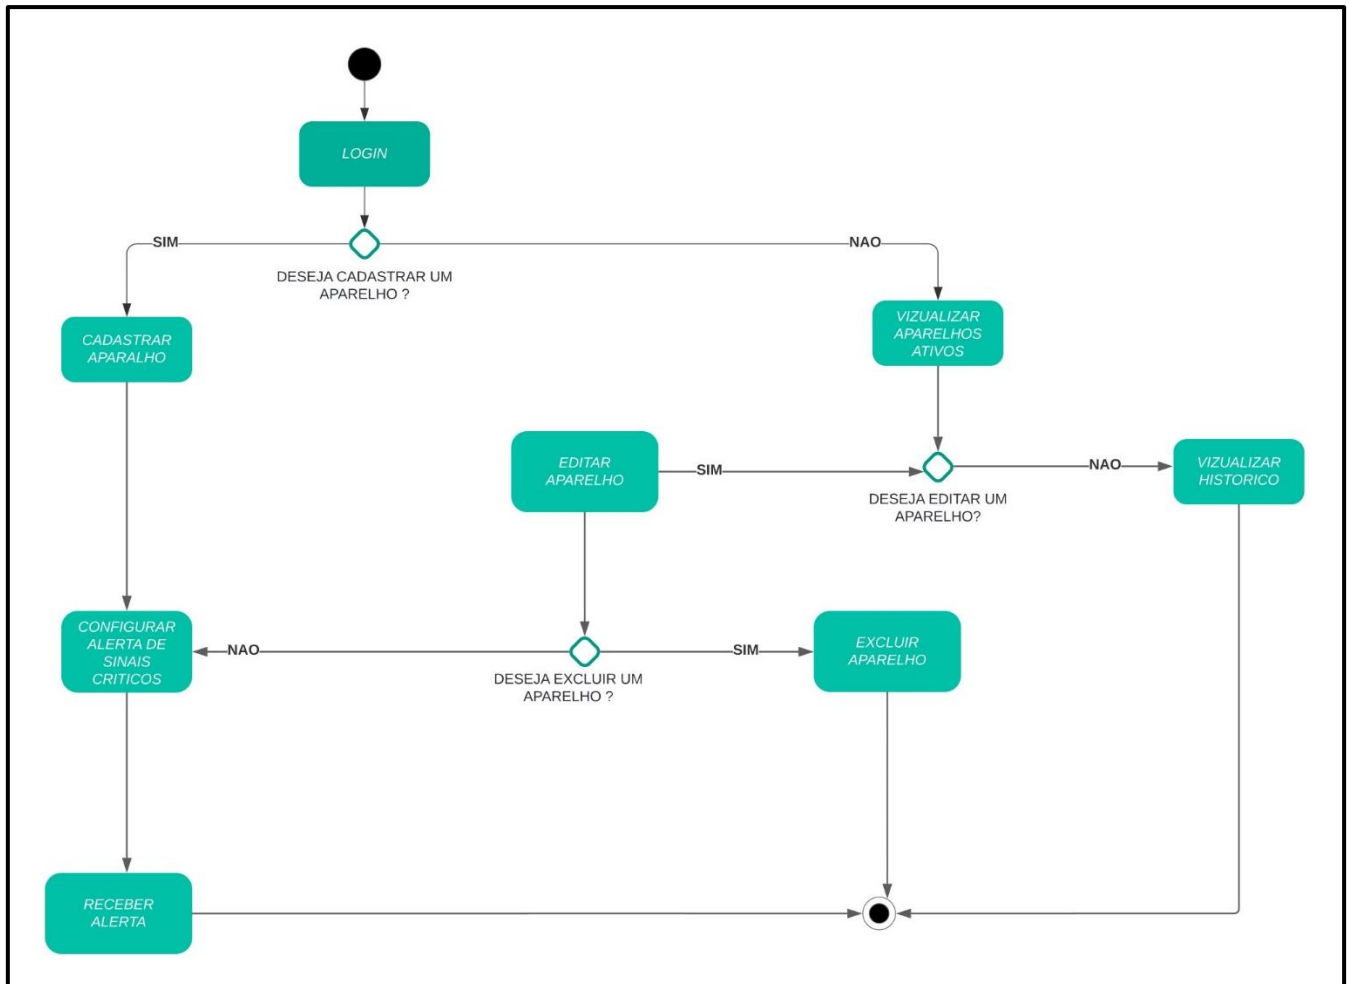 LOGIN
SIM
NAO
DESEJA CADASTRAR UM
APARELHO ?
CADASTRAR
APARALHO
VIZUALIZAR
APARELHOS
ATIVOS
EDITAR
APARELHO
SIM
NAO
VIZUALIZAR
HISTORICO
DESEJA EDITAR UM
APARELHO?
CONFIGURAR
ALERTA DE
SINAIS
CRITICOS
NAO
SIM
EXCLUIR
APARELHO
DESEJA EXCLUIR UM
APARELHO ?
RECEBER
ALERTA